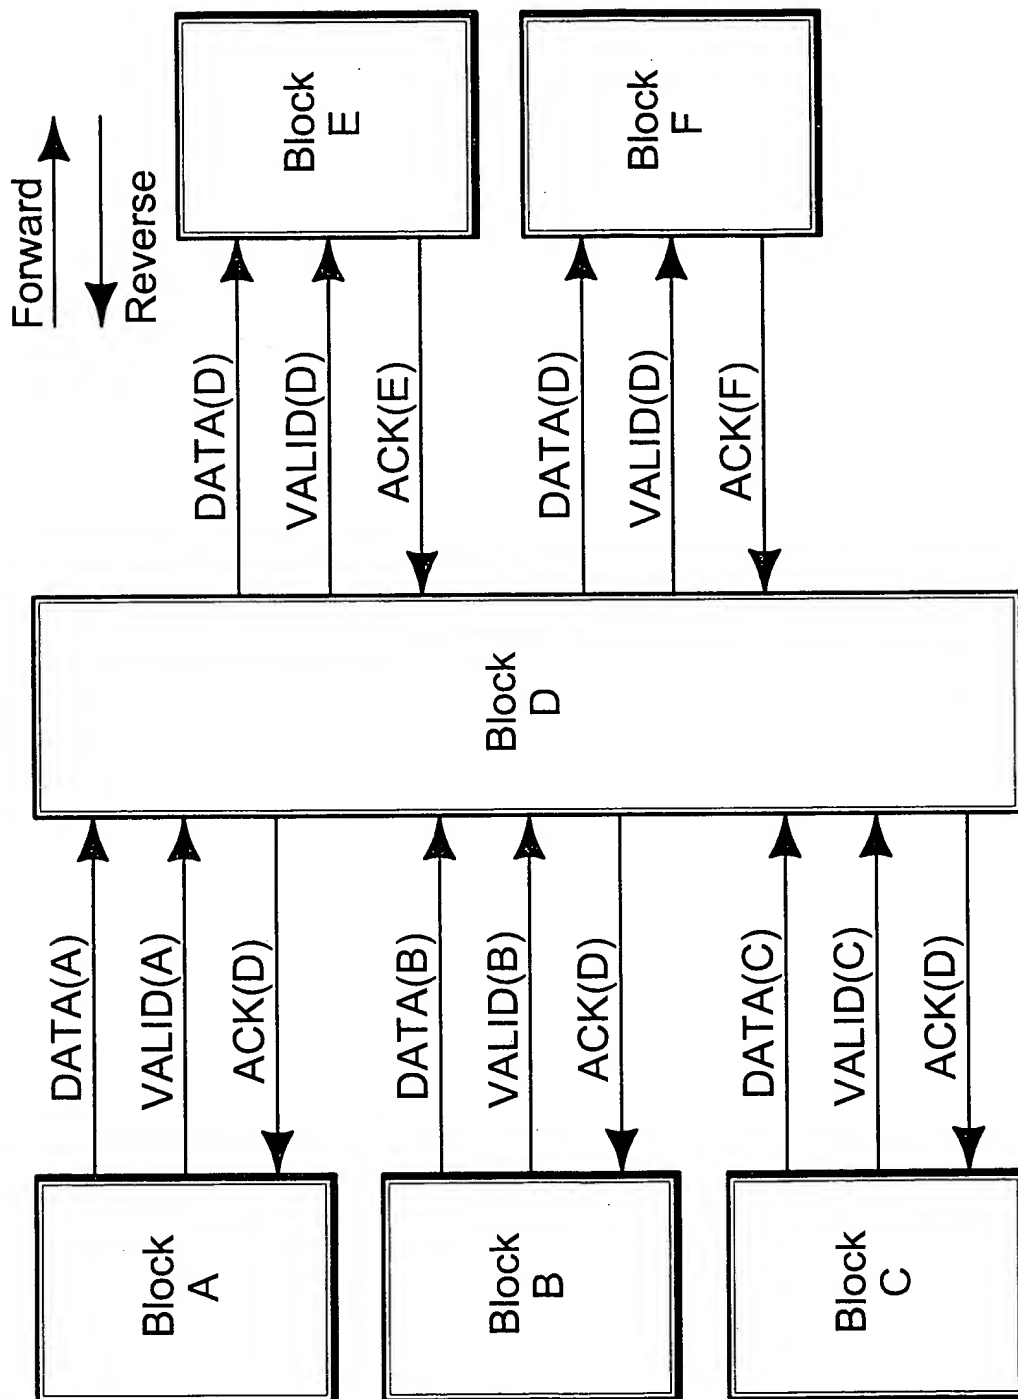 Forward
Reverse
Block
A
DATA(A)
VALID(A)
ACK(D)
Block
B
DATA(B)
VALID(B)
ACK(D)
Block
C
DATA(C)
VALID(C)
ACK(D)
Block
D
DATA(D)
VALID(D)
ACK(E)
Block
E
DATA(D)
VALID(D)
ACK(F)
Block
F